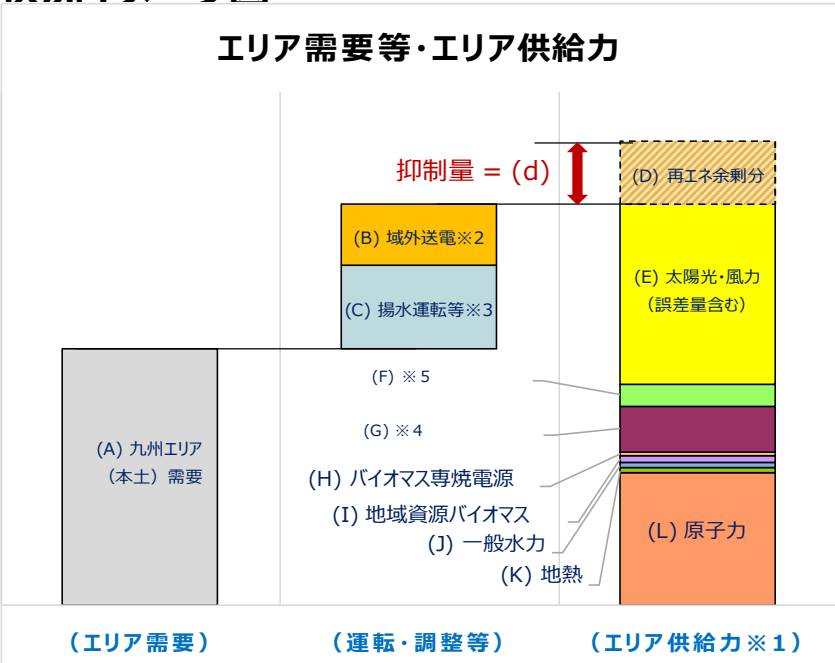 エリア需要等・エリア供給力
抑制量 = (d)
(D) 再エネ余剰分
(B) 域外送電※2
(E) 太陽光・風力
（誤差量含む）
(C) 揚水運転等※3
(F) ※５
(G) ※４
(A) 九州エリア
（本土）需要
(H) バイオマス専焼電源
(I) 地域資源バイオマス
(J) 一般水力
(K) 地熱
(L) 原子力
（エリア需要）
（運転・調整等）
（エリア供給力※１）